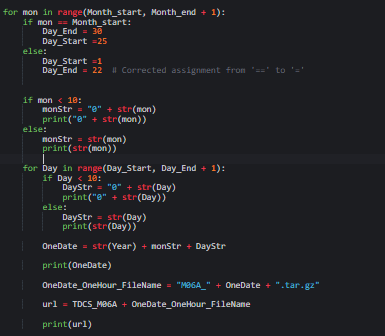 for mon in range(Month_start, Month_end + 1):
    if mon == Month_start:
        Day_End = 30
        Day_Start =25
    else:
        Day_Start =1
        Day_End = 22  # Corrected assignment from '==' to '='
    if mon < 10:
        monStr = "0" + str(mon)
        print("0" + str(mon))
    else:
        monStr = str(mon)
        print(str(mon))
    for Day in range(Day_Start, Day_End + 1):
        if Day < 10:
            DayStr = "0" + str(Day)
            print("0" + str(Day))
        else:
            DayStr = str(Day)
            print(str(Day))
        OneDate = str(Year) + monStr + DayStr
        print(OneDate)
        OneDate_OneHour_FileName = "M06A_" + OneDate + ".tar.gz"
        url = TDCS_M06A + OneDate_OneHour_FileName
        print(url)